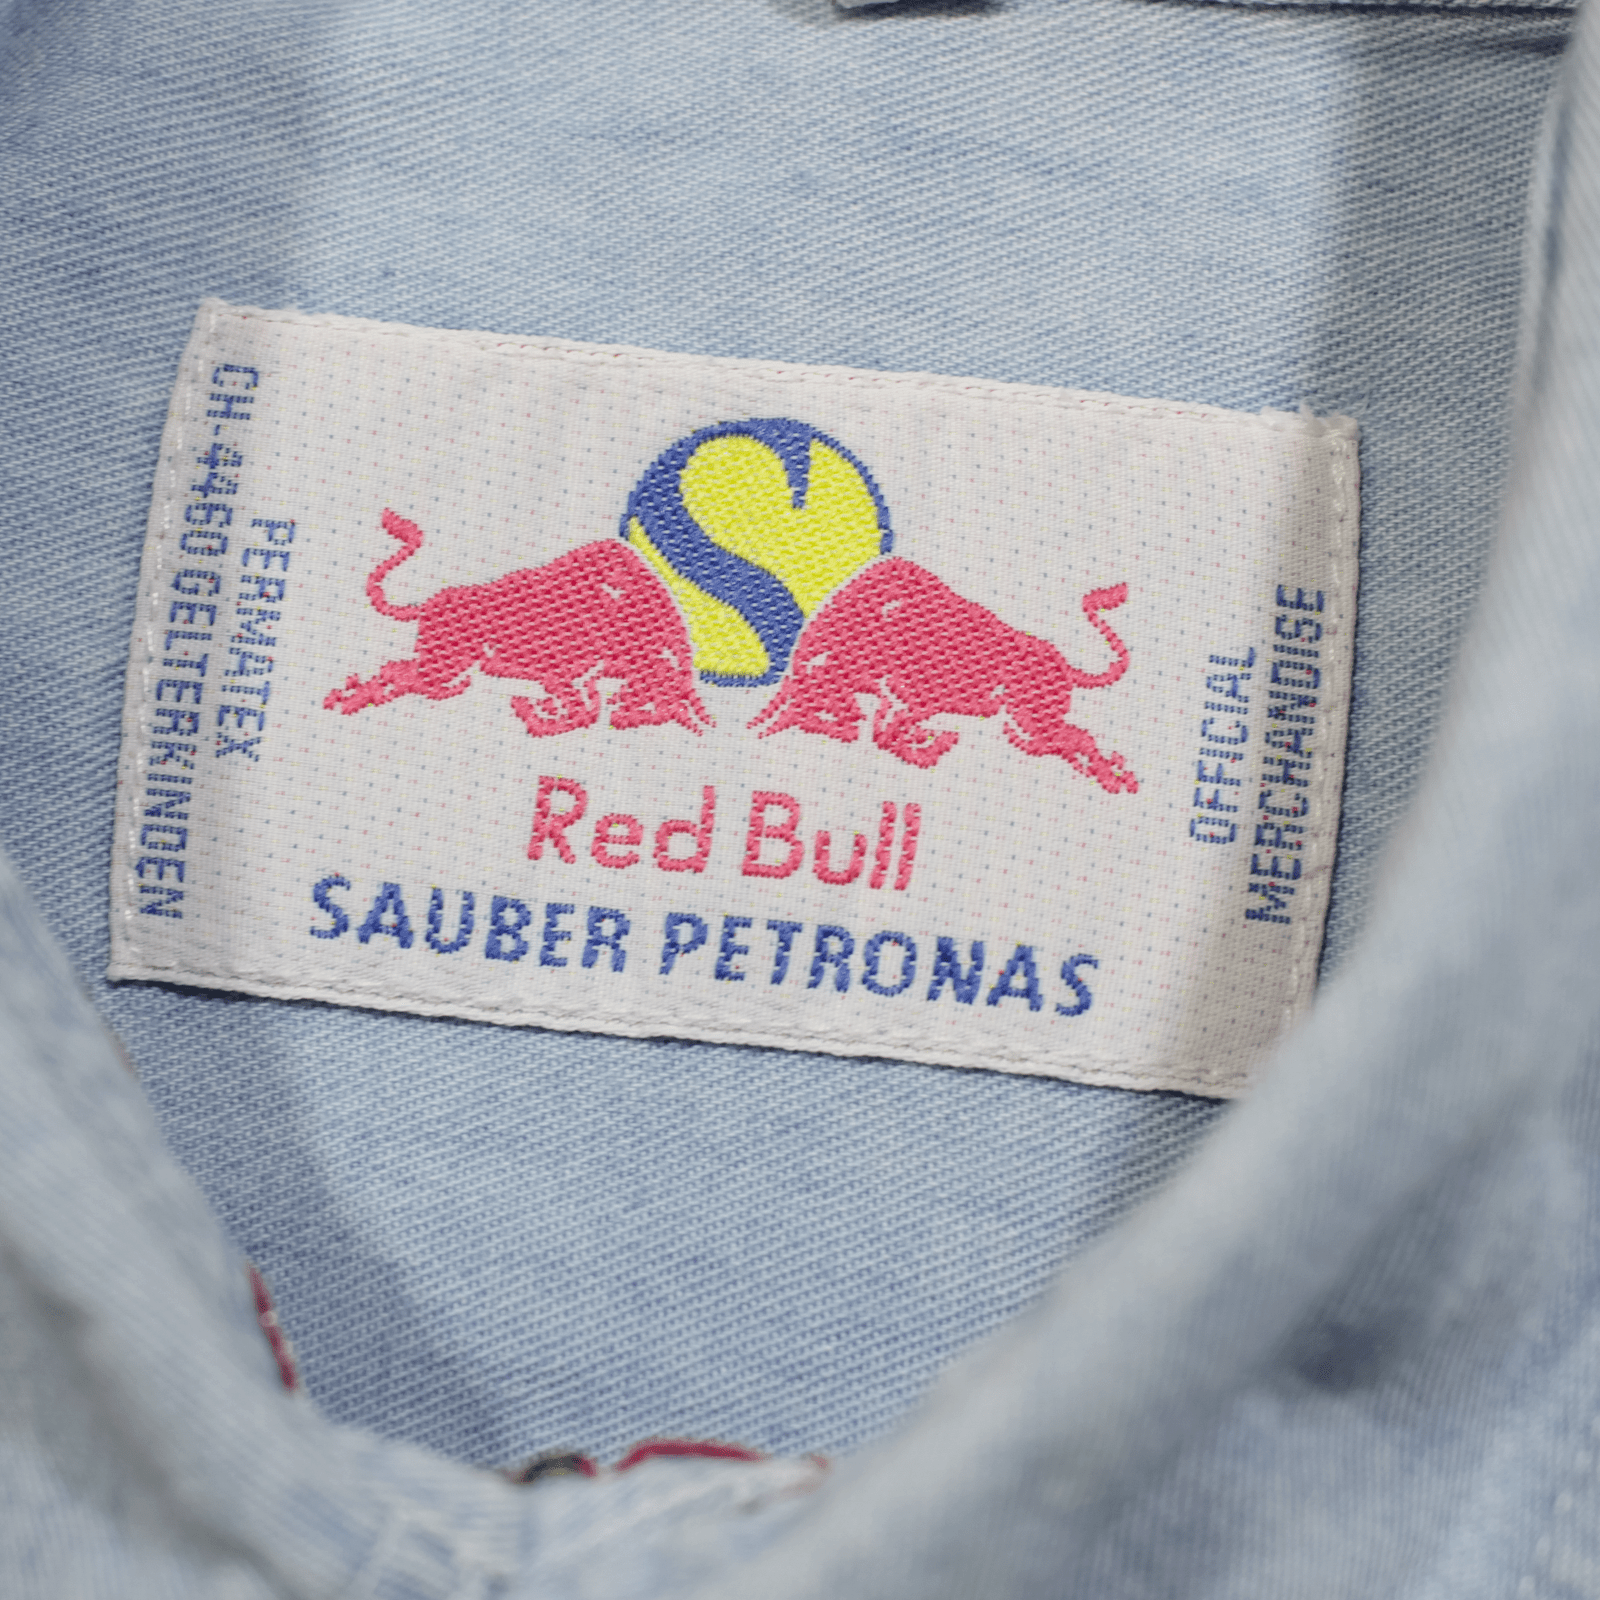 PERMATEX
CH-4460 GELTERKINDEN
Red Bull
SAUBER PETRONAS
OFFICIAL
MERCHANDISE